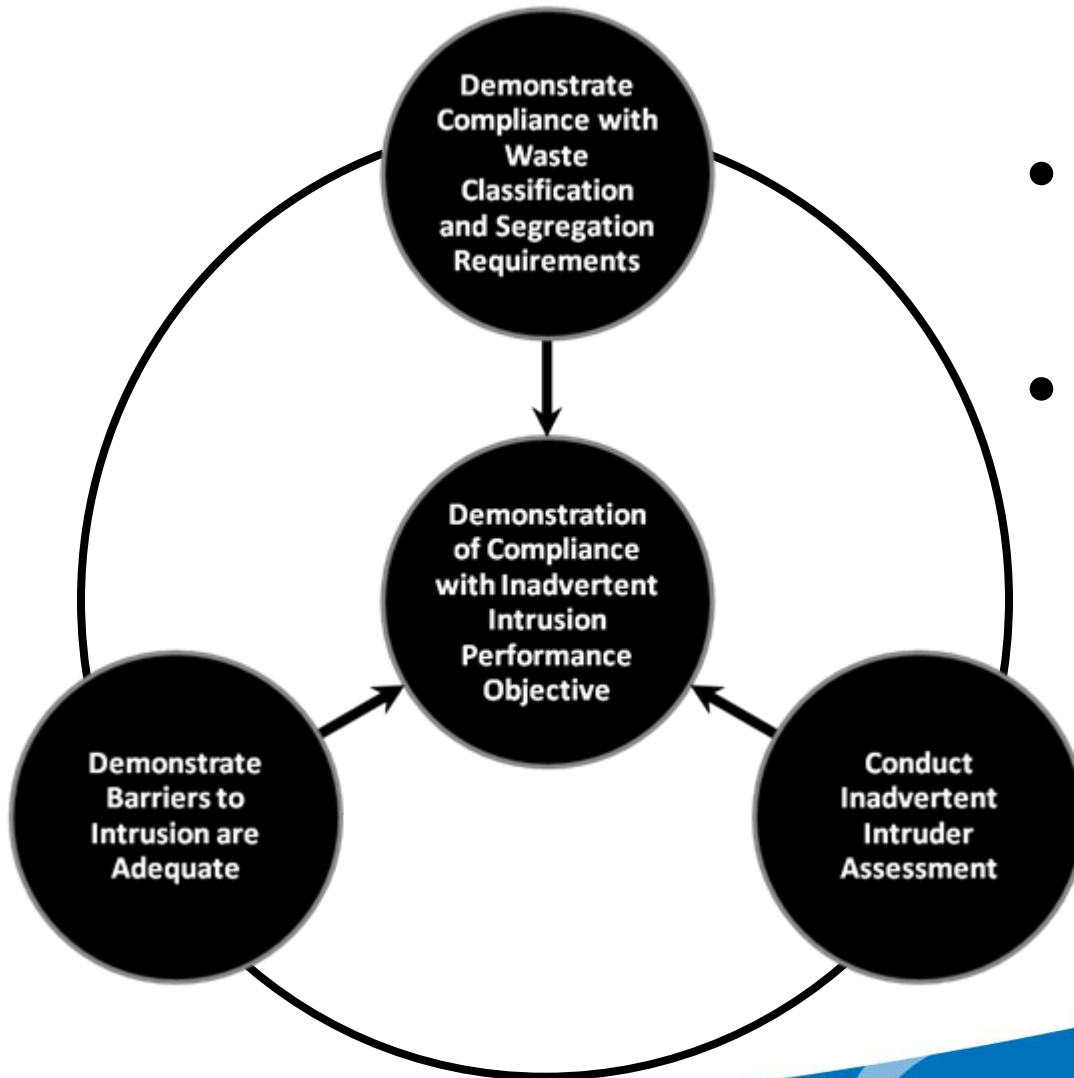 Demonstrate
Compliance with
Waste
Classification
and Segregation
Requirements
Demonstration
of Compliance
with Inadvertent
Intrusion
Performance
Objective
Demonstrate
Barriers to
Intrusion are
Adequate
Conduct
Inadvertent
Intruder
Assessment